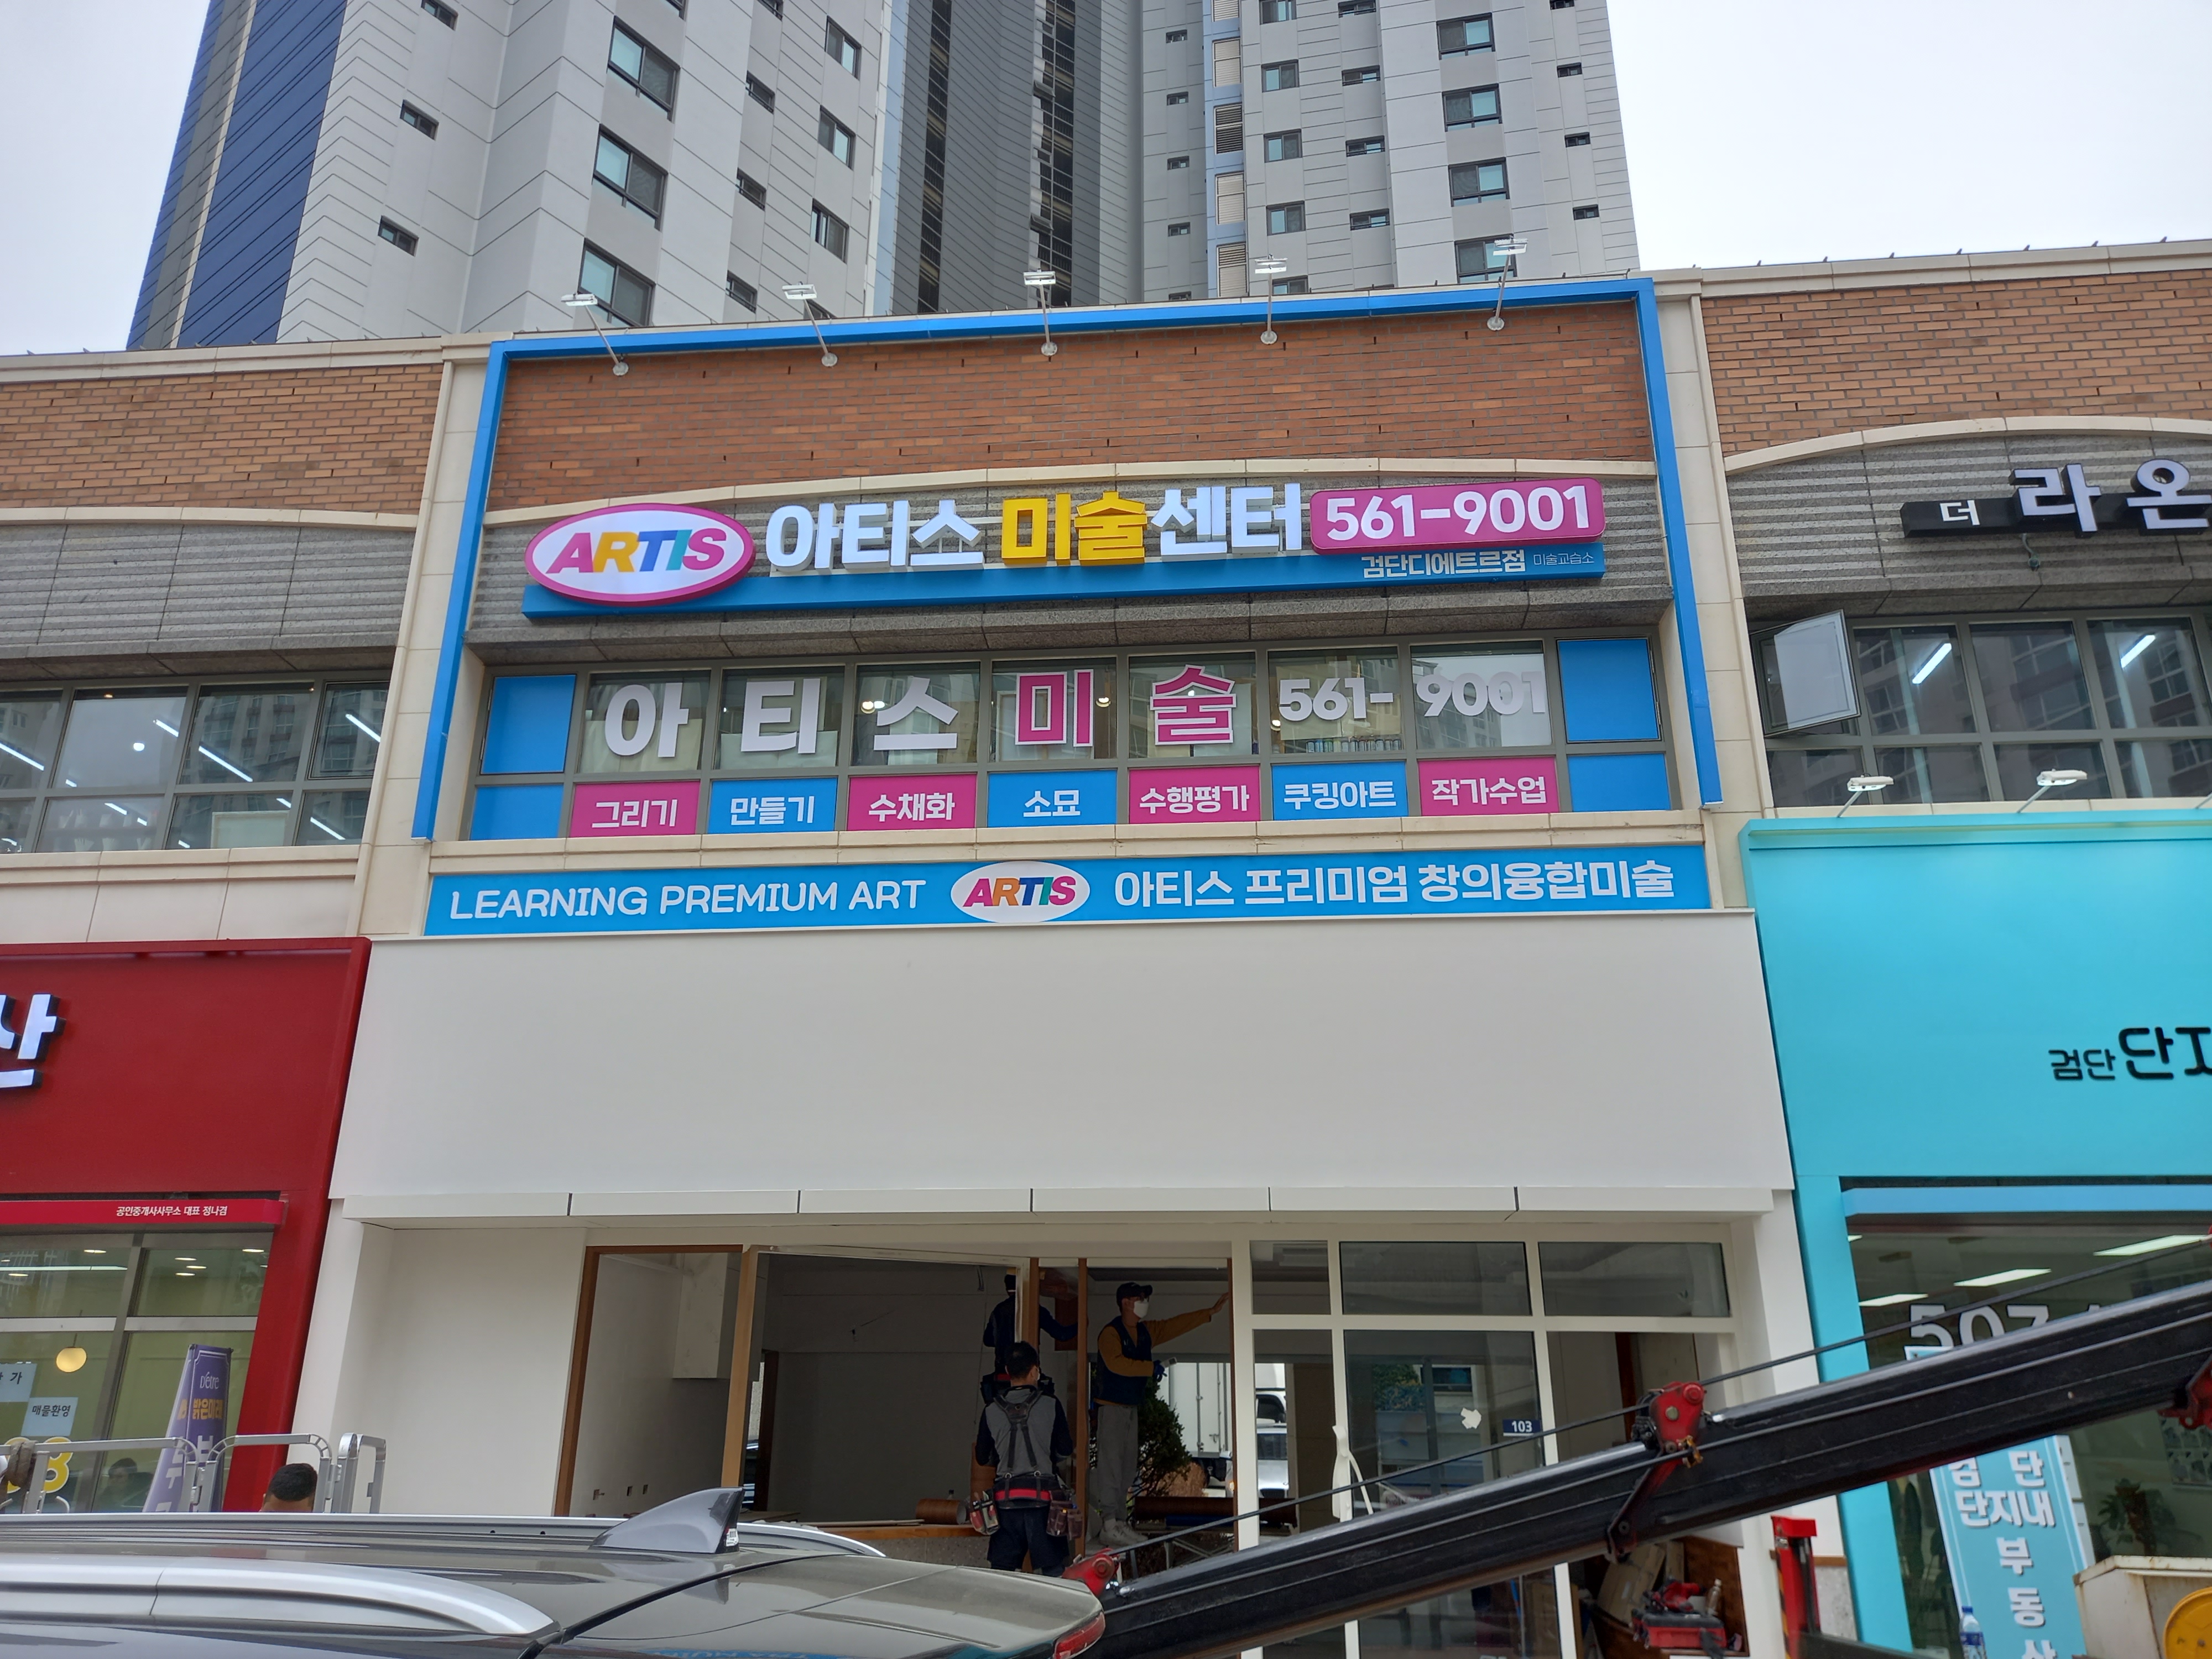 ARTIS 아티스 미술센터 561-9001
검단디에트르점 미술교습소
더 라온
아티스미술 561-9001
그리기 만들기 수채화 소묘 수행평가 쿠킹아트 작가수업
LEARNING PREMIUM ART ARTIS 아티스 프리미엄 창의융합미술
산
검단 단지
공인중개사사무소 대표 정나겸
매물환영
103
507
검단
단지내
부동산